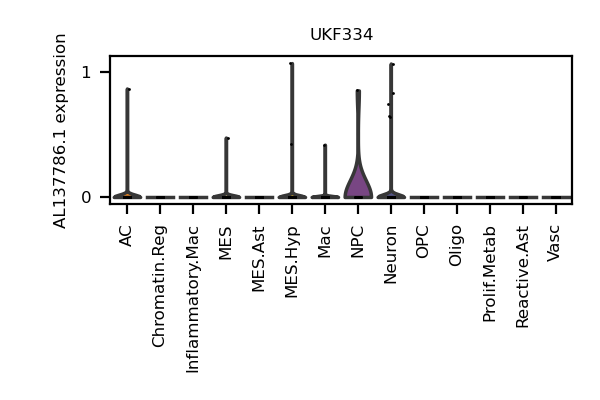 UKF334
AL137786.1 expression
1
0
AC
Chromatin.Reg
Inflammatory.Mac
MES
MES.Ast
MES.Hyp
Mac
NPC
Neuron
OPC
Oligo
Prolif.Metab
Reactive.Ast
Vasc